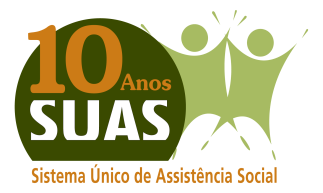 10 Anos
SUAS
Sistema Único de Assistência Social